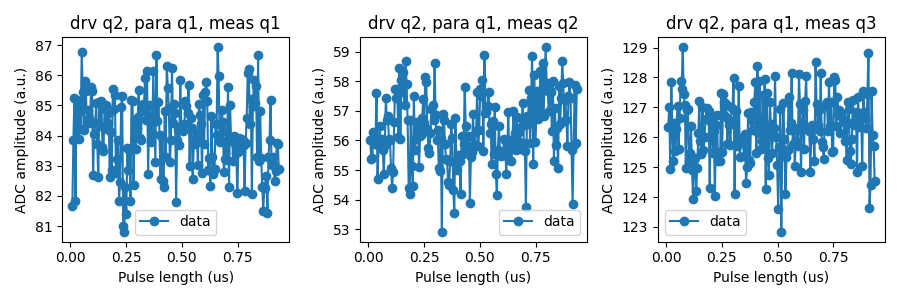 drv q2, para q1, meas q1
ADC amplitude (a.u.)
87
86
85
84
83
82
81
0.00
0.25
0.50
0.75
Pulse length (us)
data
drv q2, para q1, meas q2
ADC amplitude (a.u.)
59
58
57
56
55
54
53
0.00
0.25
0.50
0.75
Pulse length (us)
data
drv q2, para q1, meas q3
ADC amplitude (a.u.)
129
128
127
126
125
124
123
0.00
0.25
0.50
0.75
Pulse length (us)
data